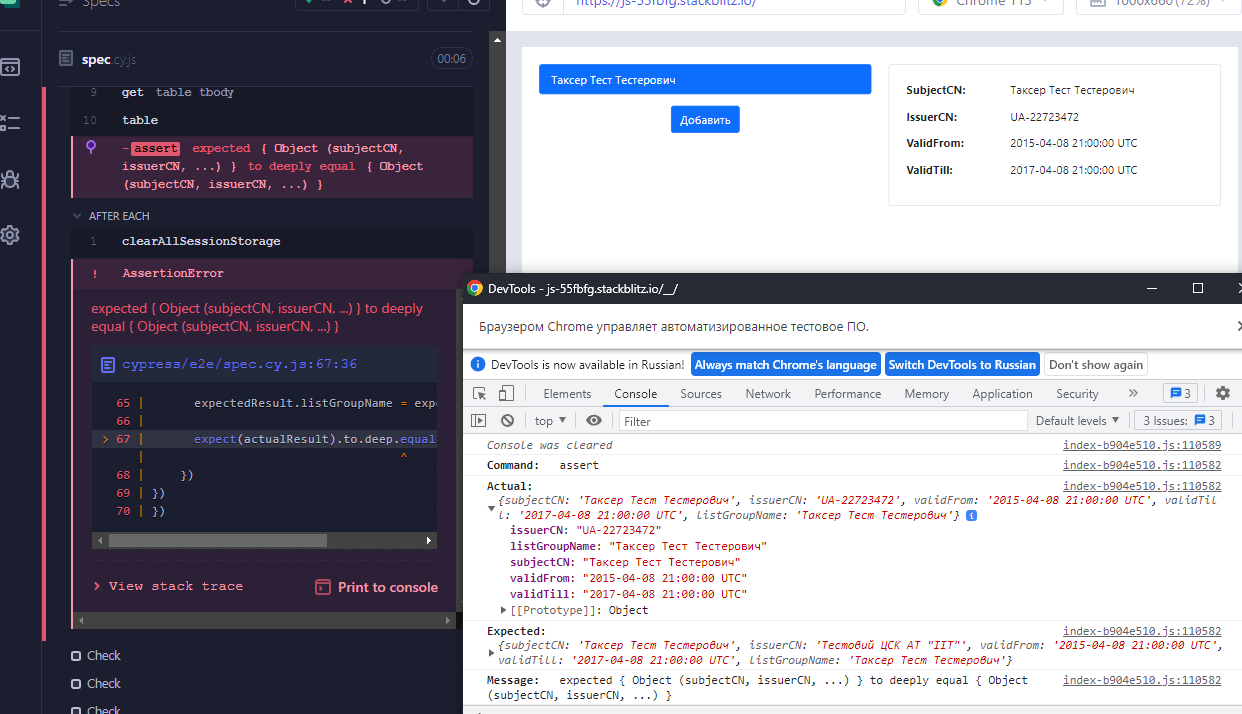 Specs
https://js-55fbfg.stackblitz.io/
Chrome 113
1000x660 (72%)
spec.cy.js
00:06
9 get table tbody
10 table
-assert expected { Object (subjectCN,
issuerCN, ...) } to deeply equal { Object
(subjectCN, issuerCN, ...) }
AFTER EACH
1 clearAllSessionStorage
! AssertionError
expected { Object (subjectCN, issuerCN, ...) } to deeply
equal { Object (subjectCN, issuerCN, ...) }
cypress/e2e/spec.cy.js:67:36
65 | expectedResult.listGroupName = expe
66 |
> 67 | expect(actualResult).to.deep.equal
| ^
68 | })
69 | })
70 | })
> View stack trace
Print to console
Check
Check
Check
Таксер Тест Тестерович
Добавить
SubjectCN: Таксер Тест Тестерович
IssuerCN: UA-22723472
ValidFrom: 2015-04-08 21:00:00 UTC
ValidTill: 2017-04-08 21:00:00 UTC
DevTools - js-55fbfg.stackblitz.io/__/
Браузером Chrome управляет автоматизированное тестовое ПО.
DevTools is now available in Russian! Always match Chrome's language Switch DevTools to Russian Don't show again
Elements Console Sources Network Performance Memory Application Security » 3
top Filter Default levels 3 Issues: 3
Console was cleared index-b904e510.js:110589
Command: assert index-b904e510.js:110582
Actual: index-b904e510.js:110582
{subjectCN: 'Таксер Тест Тестерович', issuerCN: 'UA-22723472', validFrom: '2015-04-08 21:00:00 UTC', validTil
l: '2017-04-08 21:00:00 UTC', listGroupName: 'Таксер Тест Тестерович'} i
issuerCN: "UA-22723472"
listGroupName: "Таксер Тест Тестерович"
subjectCN: "Таксер Тест Тестерович"
validFrom: "2015-04-08 21:00:00 UTC"
validTill: "2017-04-08 21:00:00 UTC"
[[Prototype]]: Object
Expected: index-b904e510.js:110582
{subjectCN: 'Таксер Тест Тестерович', issuerCN: 'Тестовий ЦСК АТ "ІІТ"', validFrom: '2015-04-08 21:00:00 UTC',
validTill: '2017-04-08 21:00:00 UTC', listGroupName: 'Таксер Тест Тестерович'}
Message: expected { Object (subjectCN, issuerCN, ...) } to deeply equal { Object index-b904e510.js:110582
(subjectCN, issuerCN, ...) }